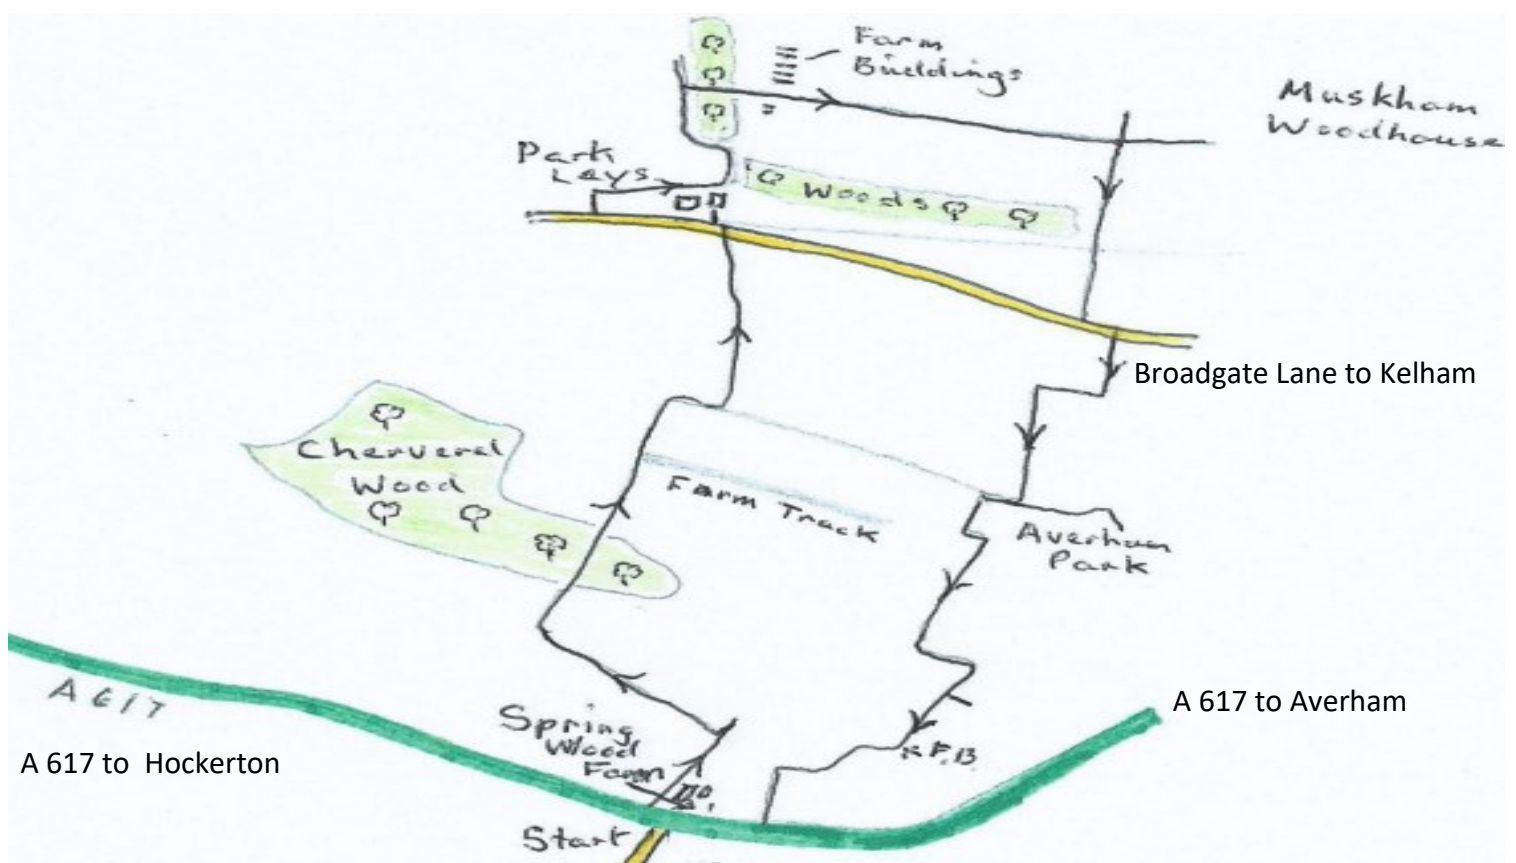 Farm
Buildings
Muskham
Woodhouse
Park
Leys
Woods
Broadgate Lane to Kelham
Cherveral
Wood
Farm Track
Averham
Park
A 617
A 617 to Averham
Spring
Wood
Farm
F.B.
A 617 to Hockerton
Start